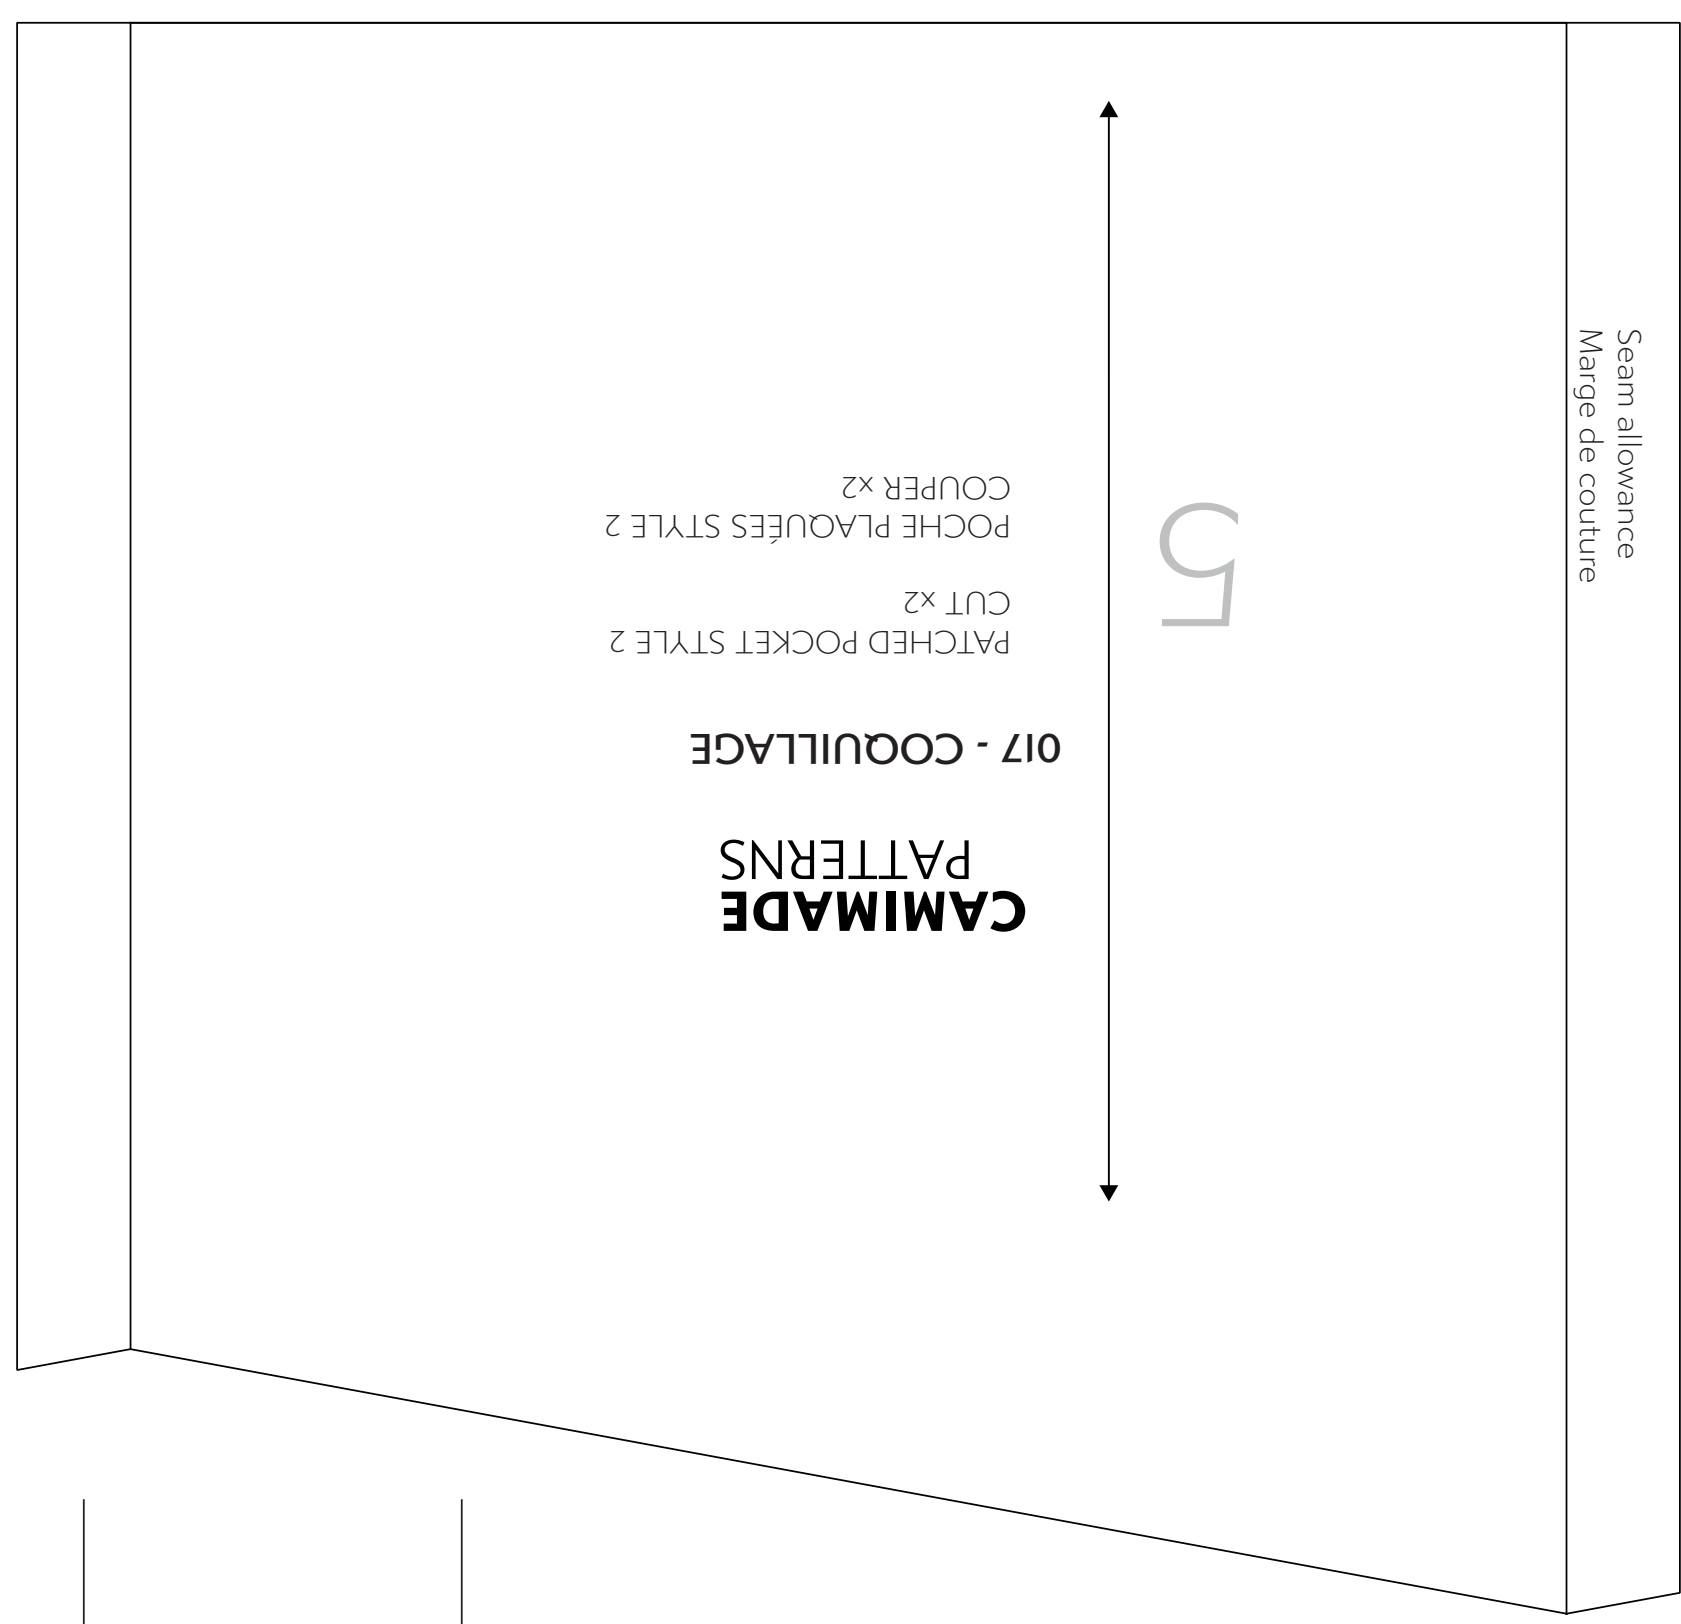 CAMIMADE
PATTERNS
017 - COQUILLAGE
PATCHED POCKET STYLE 2
CUT x2
POCHE PLAQUÉES STYLE 2
COUPER x2
5
Seam allowance
Marge de couture